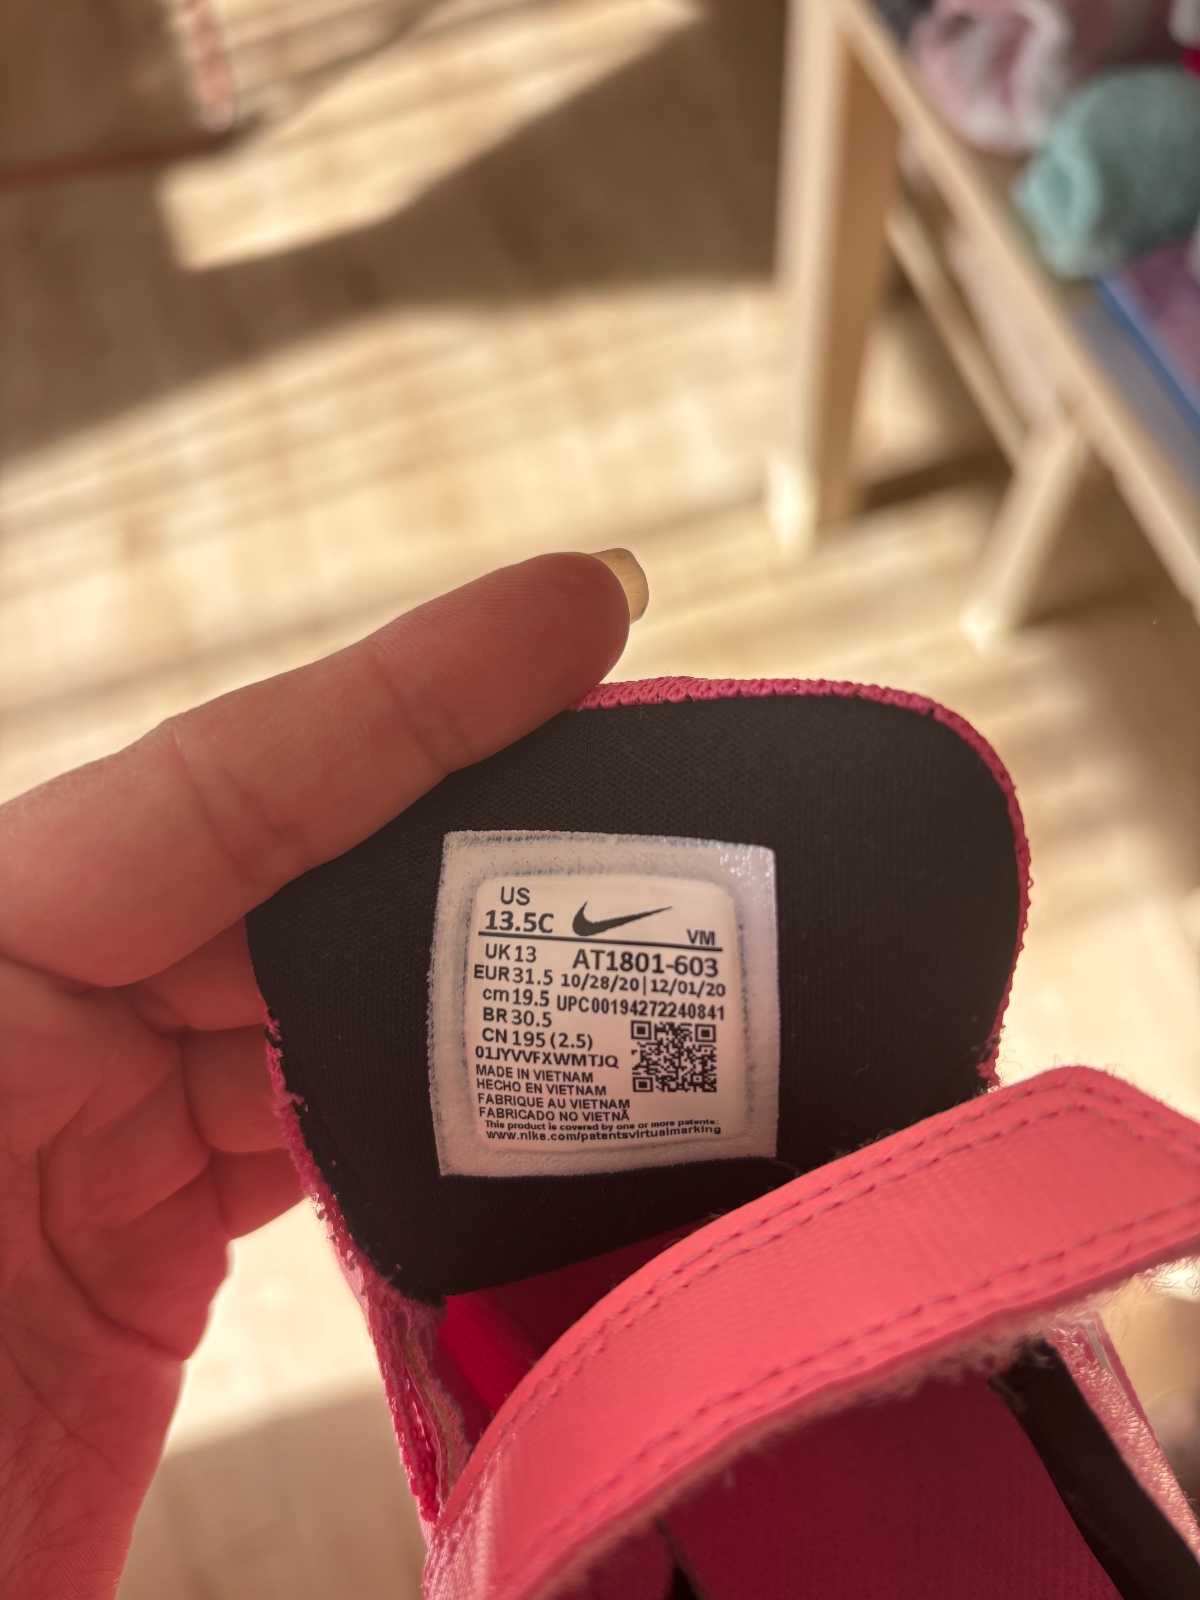 US
13.5C
VM
UK 13
AT1801-603
EUR 31.5
10/28/20|12/01/20
cm 19.5
UPC00194272240841
BR 30.5
CN 195 (2.5)
01JYVVFXWMTJQ
MADE IN VIETNAM
HECHO EN VIETNAM
FABRIQUE AU VIETNAM
FABRICADO NO VIETNÃ
This product is covered by one or more patents:
www.nike.com/patentsvirtualmarking